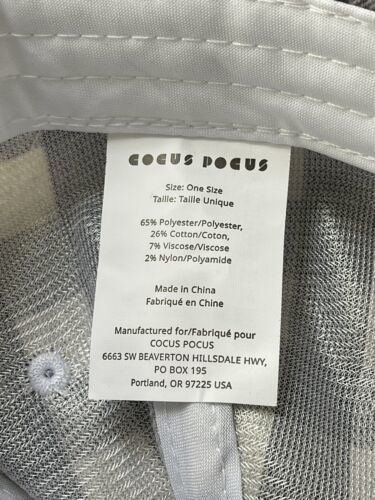 COCUS POCUS
Size: One Size
Taille: Taille Unique
65% Polyester/Polyester,
26% Cotton/Coton,
7% Viscose/Viscose
2% Nylon/Polyamide
Made in China
Fabriqué en Chine
Manufactured for/Fabriqué pour
COCUS POCUS
6663 SW BEAVERTON HILLSDALE HWY,
PO BOX 195
Portland, OR 97225 USA